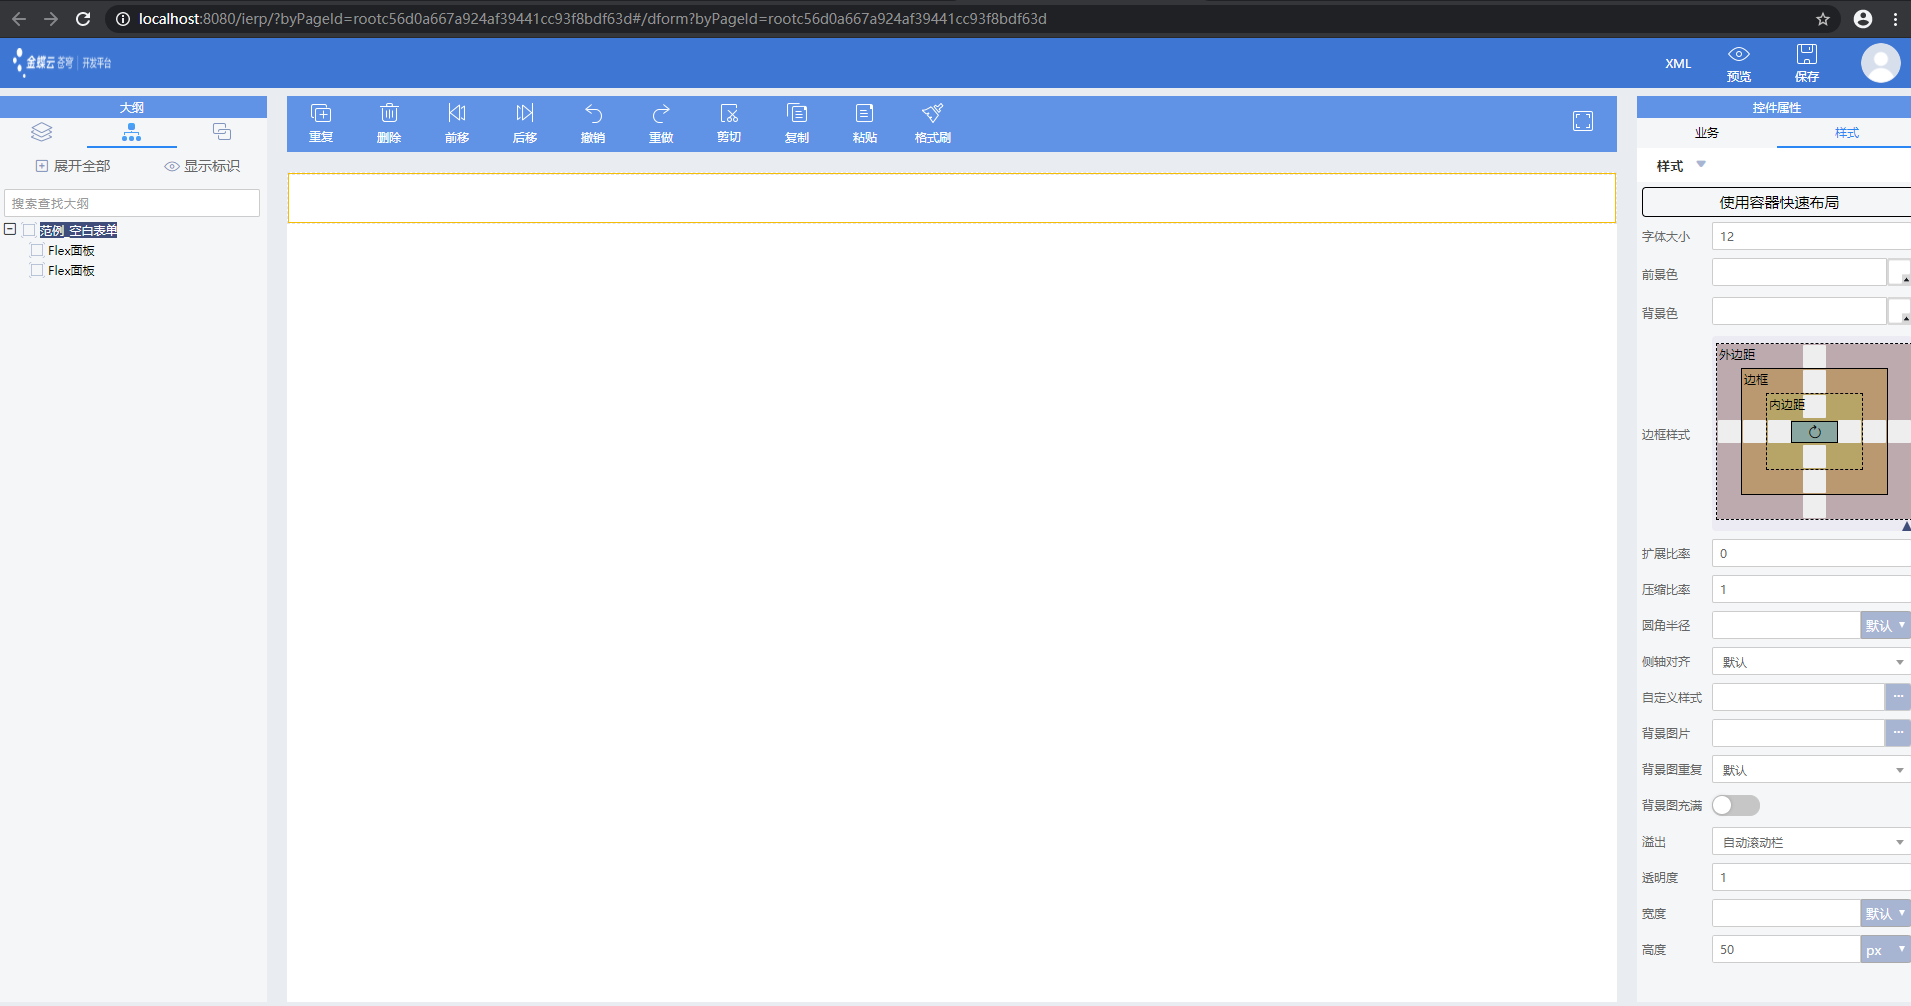 localhost:8080/ierp/?byPageId=rootc56d0a667a924af39441cc93f8bdf63d#/dform?byPageId=rootc56d0a667a924af39441cc93f8bdf63d
金蝶云 苍穹 | 开发平台
XML
预览
保存
大纲
展开全部
显示标识
搜索查找大纲
范例_空白表单
Flex面板
Flex面板
重复
删除
前移
后移
撤销
重做
剪切
复制
粘贴
格式刷
控件属性
业务
样式
样式
使用容器快速布局
字体大小 12
前景色
背景色
外边距
边框
内边距
边框样式
扩展比率 0
压缩比率 1
圆角半径 默认
侧轴对齐 默认
自定义样式 ...
背景图片 ...
背景图重复 默认
背景图充满
溢出 自动滚动栏
透明度 1
宽度 默认
高度 50 px